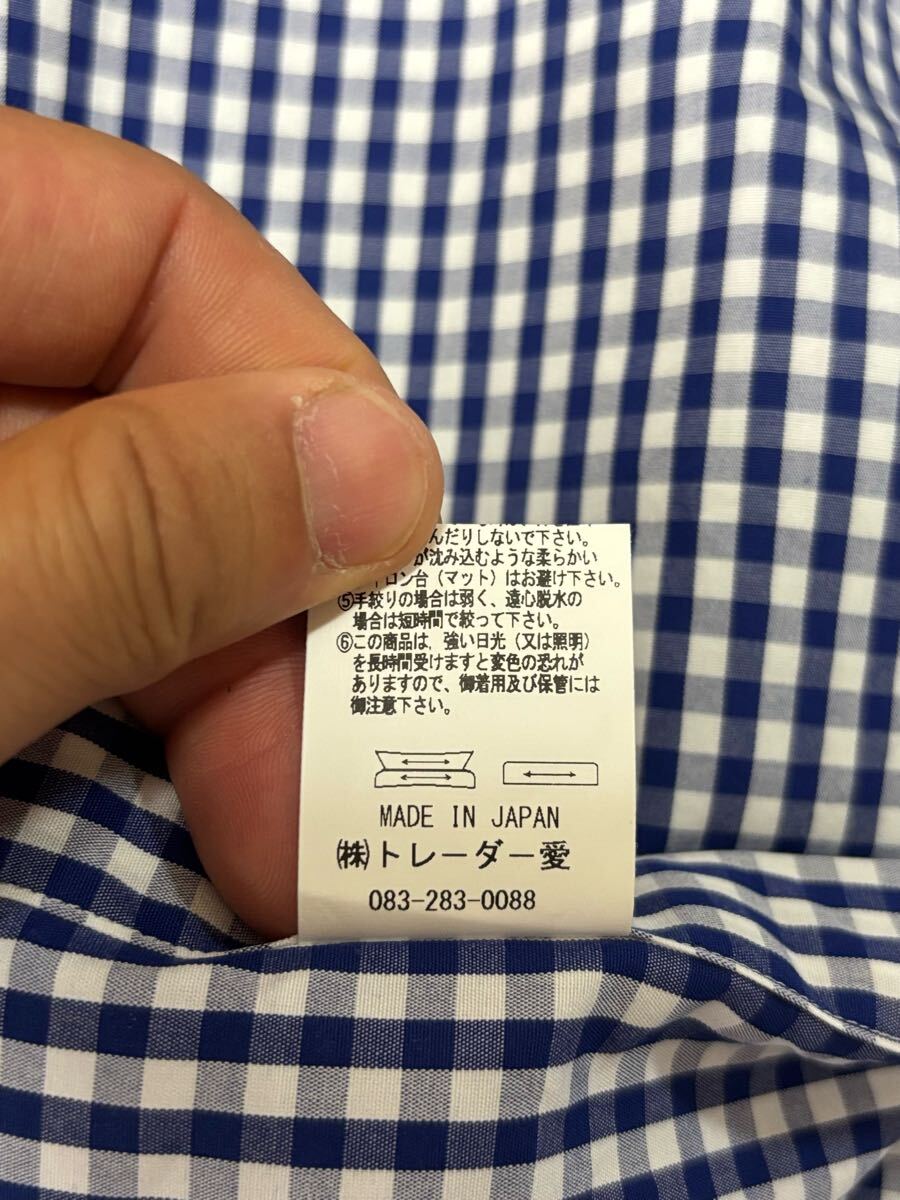 んだりしないで下さい。
が沈み込むような柔らかい
ロン台（マット）はお避け下さい。
⑤手絞りの場合は弱く、遠心脱水の
場合は短時間で絞って下さい。
⑥この商品は、強い日光（又は照明）
を長時間受けますと変色の恐れが
ありますので、御着用及び保管には
御注意下さい。
MADE IN JAPAN
㈱トレーダー愛
083-283-0088